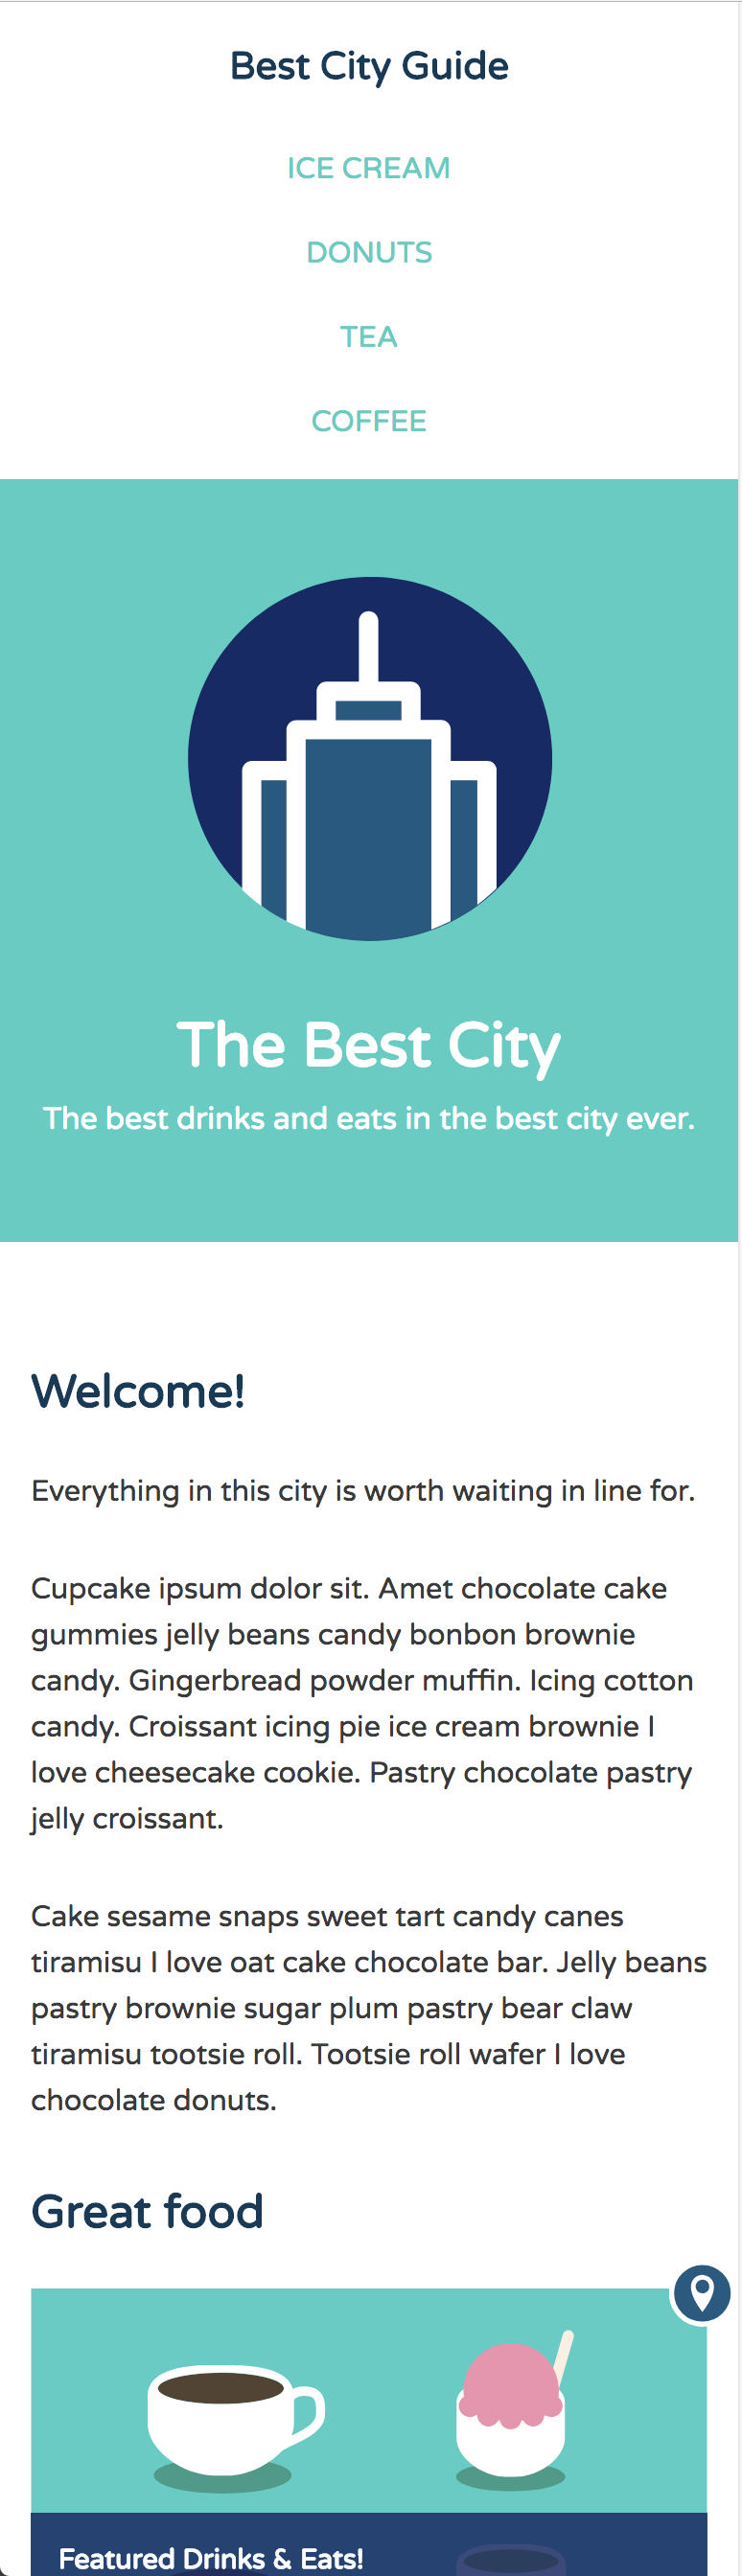 Best City Guide
ICE CREAM
DONUTS
TEA
COFFEE
The Best City
The best drinks and eats in the best city ever.
Welcome!
Everything in this city is worth waiting in line for.
Cupcake ipsum dolor sit. Amet chocolate cake
gummies jelly beans candy bonbon brownie
candy. Gingerbread powder muffin. Icing cotton
candy. Croissant icing pie ice cream brownie I
love cheesecake cookie. Pastry chocolate pastry
jelly croissant.
Cake sesame snaps sweet tart candy canes
tiramisu I love oat cake chocolate bar. Jelly beans
pastry brownie sugar plum pastry bear claw
tiramisu tootsie roll. Tootsie roll wafer I love
chocolate donuts.
Great food
Featured Drinks & Eats!